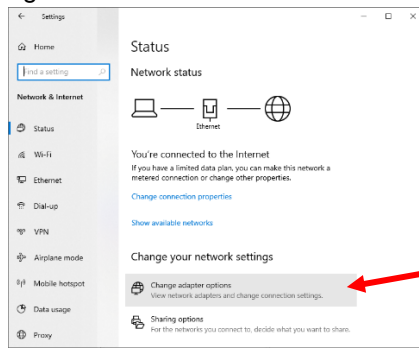 Settings
Home
Find a setting
Network & Internet
Status
Wi-Fi
Ethernet
Dial-up
VPN
Airplane mode
Mobile hotspot
Data usage
Proxy
Status
Network status
Ethernet
You're connected to the Internet
If you have a limited data plan, you can make this network a
metered connection or change other properties.
Change connection properties
Show available networks
Change your network settings
Change adapter options
View network adapters and change connection settings.
Sharing options
For the networks you connect to, decide what you want to share.